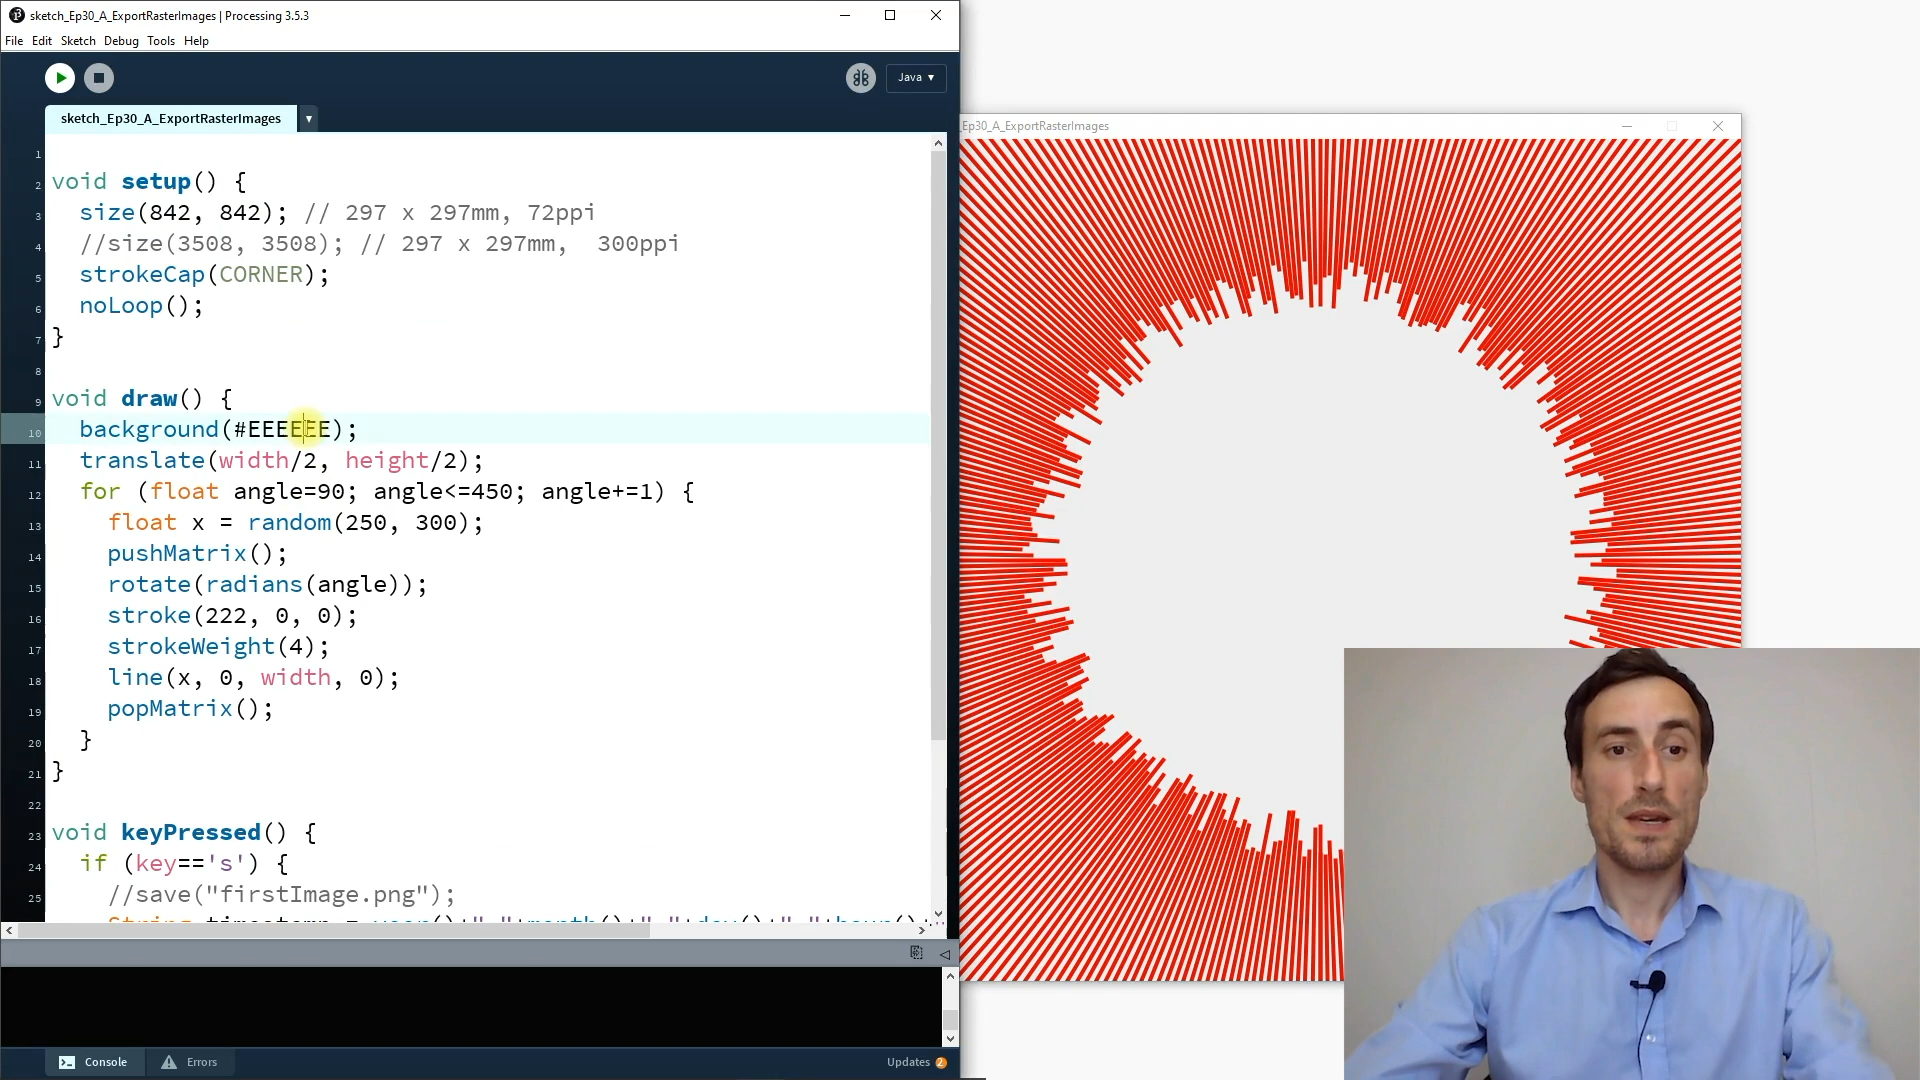 sketch_Ep30_A_ExportRasterImages | Processing 3.5.3
File Edit Sketch Debug Tools Help
Java ▾
sketch_Ep30_A_ExportRasterImages ▾
_Ep30_A_ExportRasterImages
1
2 void setup() {
3 size(842, 842); // 297 x 297mm, 72ppi
4 //size(3508, 3508); // 297 x 297mm,  300ppi
5 strokeCap(CORNER);
6 noLoop();
7 }
8
9 void draw() {
10 background(#EEEEEE);
11 translate(width/2, height/2);
12 for (float angle=90; angle<=450; angle+=1) {
13 float x = random(250, 300);
14 pushMatrix();
15 rotate(radians(angle));
16 stroke(222, 0, 0);
17 strokeWeight(4);
18 line(x, 0, width, 0);
19 popMatrix();
20 }
21 }
22
23 void keyPressed() {
24 if (key=='s') {
25 //save("firstImage.png");
Console Errors Updates 2